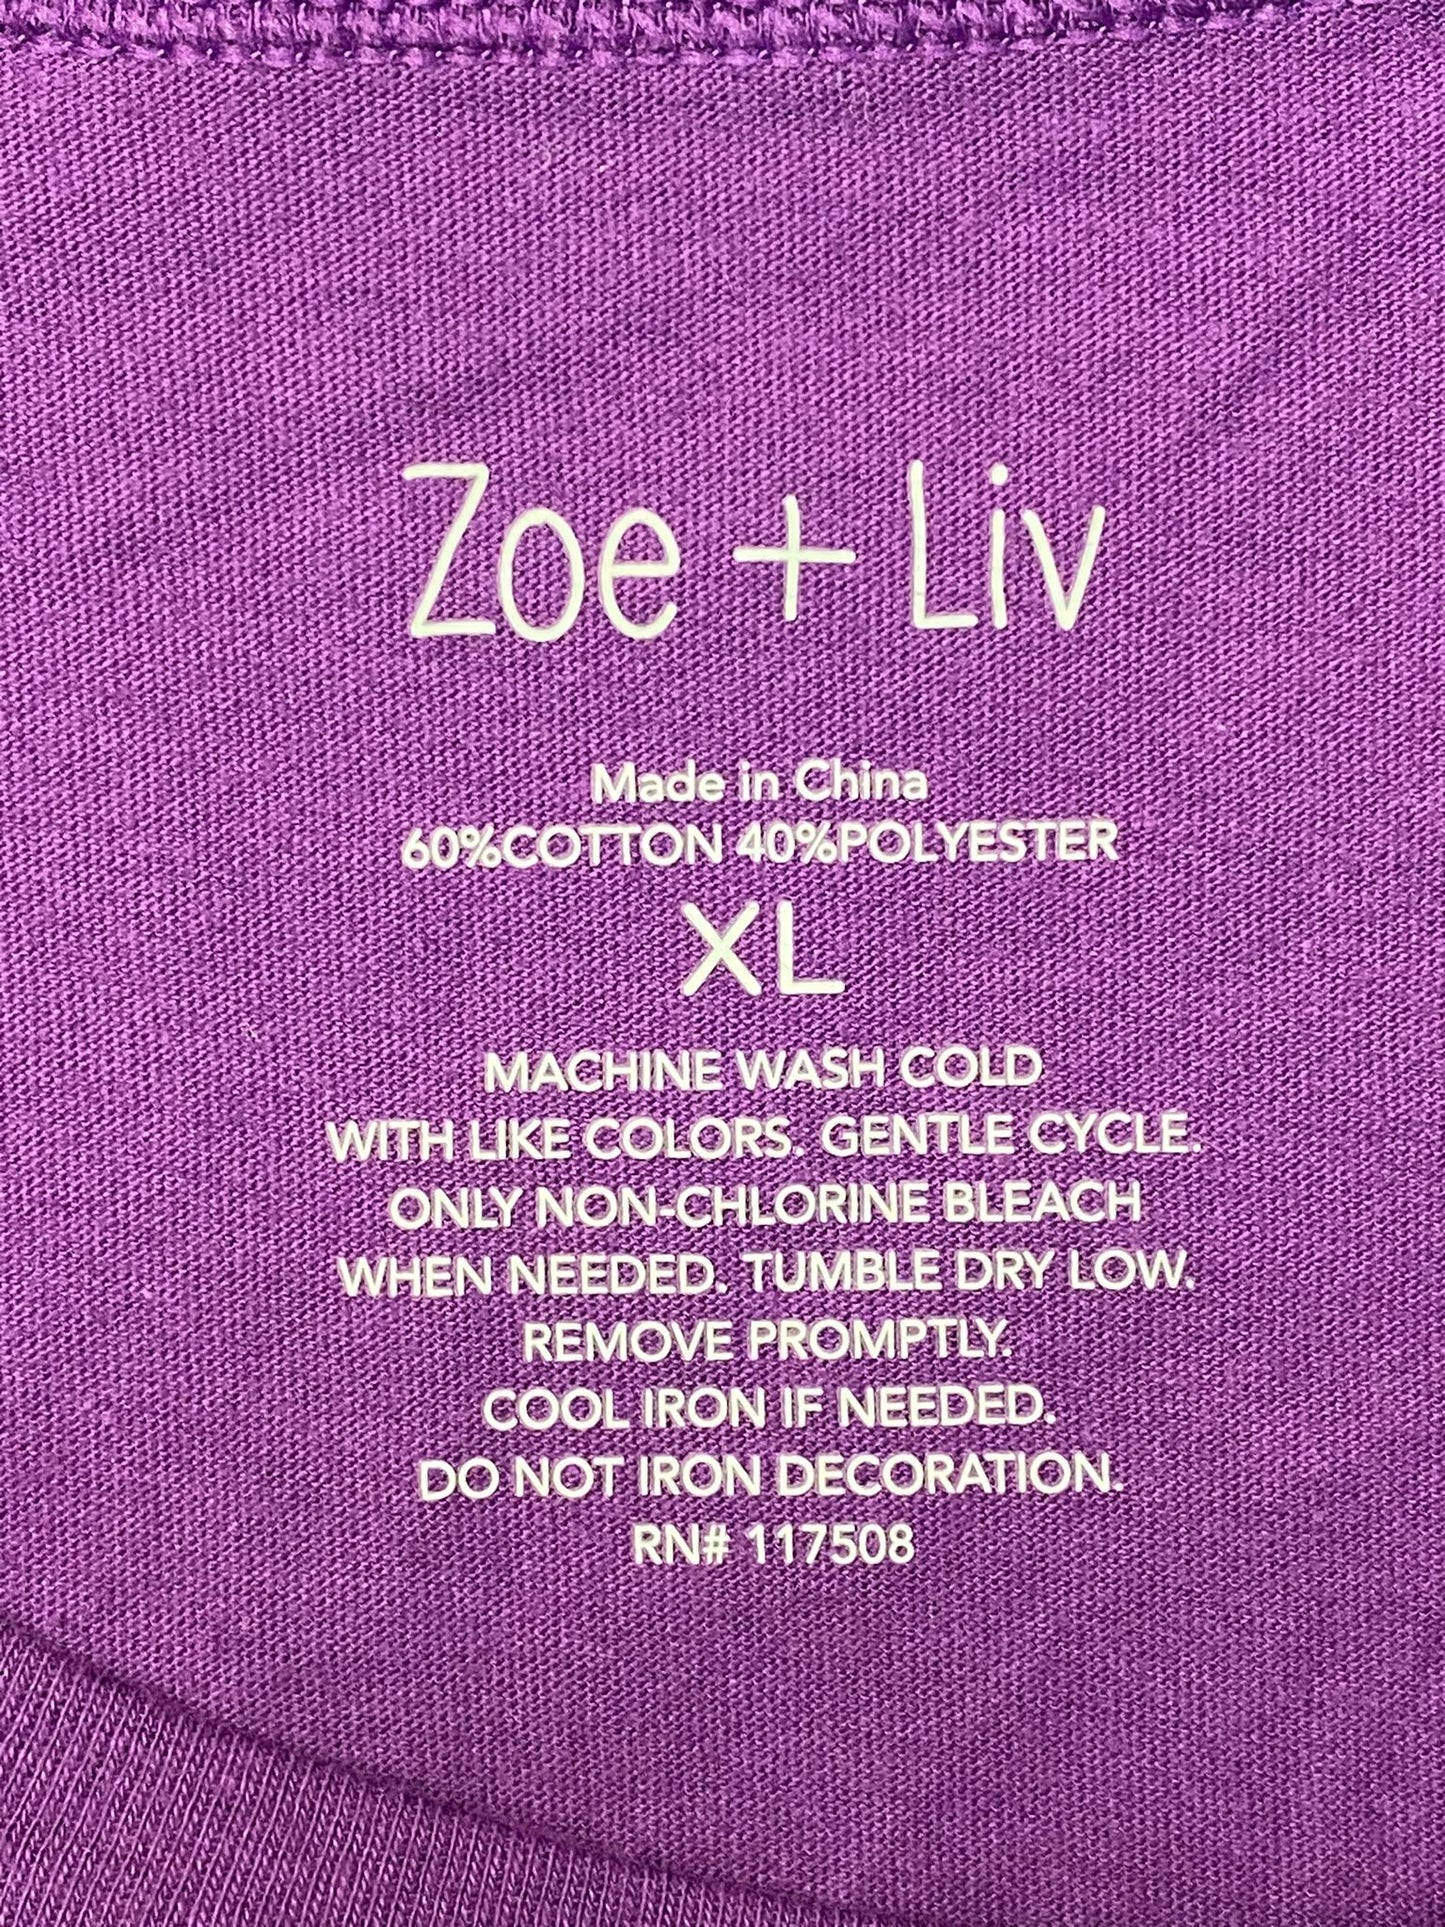 Zoe + Liv
Made in China
60%COTTON 40%POLYESTER
XL
MACHINE WASH COLD
WITH LIKE COLORS. GENTLE CYCLE.
ONLY NON-CHLORINE BLEACH
WHEN NEEDED. TUMBLE DRY LOW.
REMOVE PROMPTLY.
COOL IRON IF NEEDED.
DO NOT IRON DECORATION.
RN# 117508